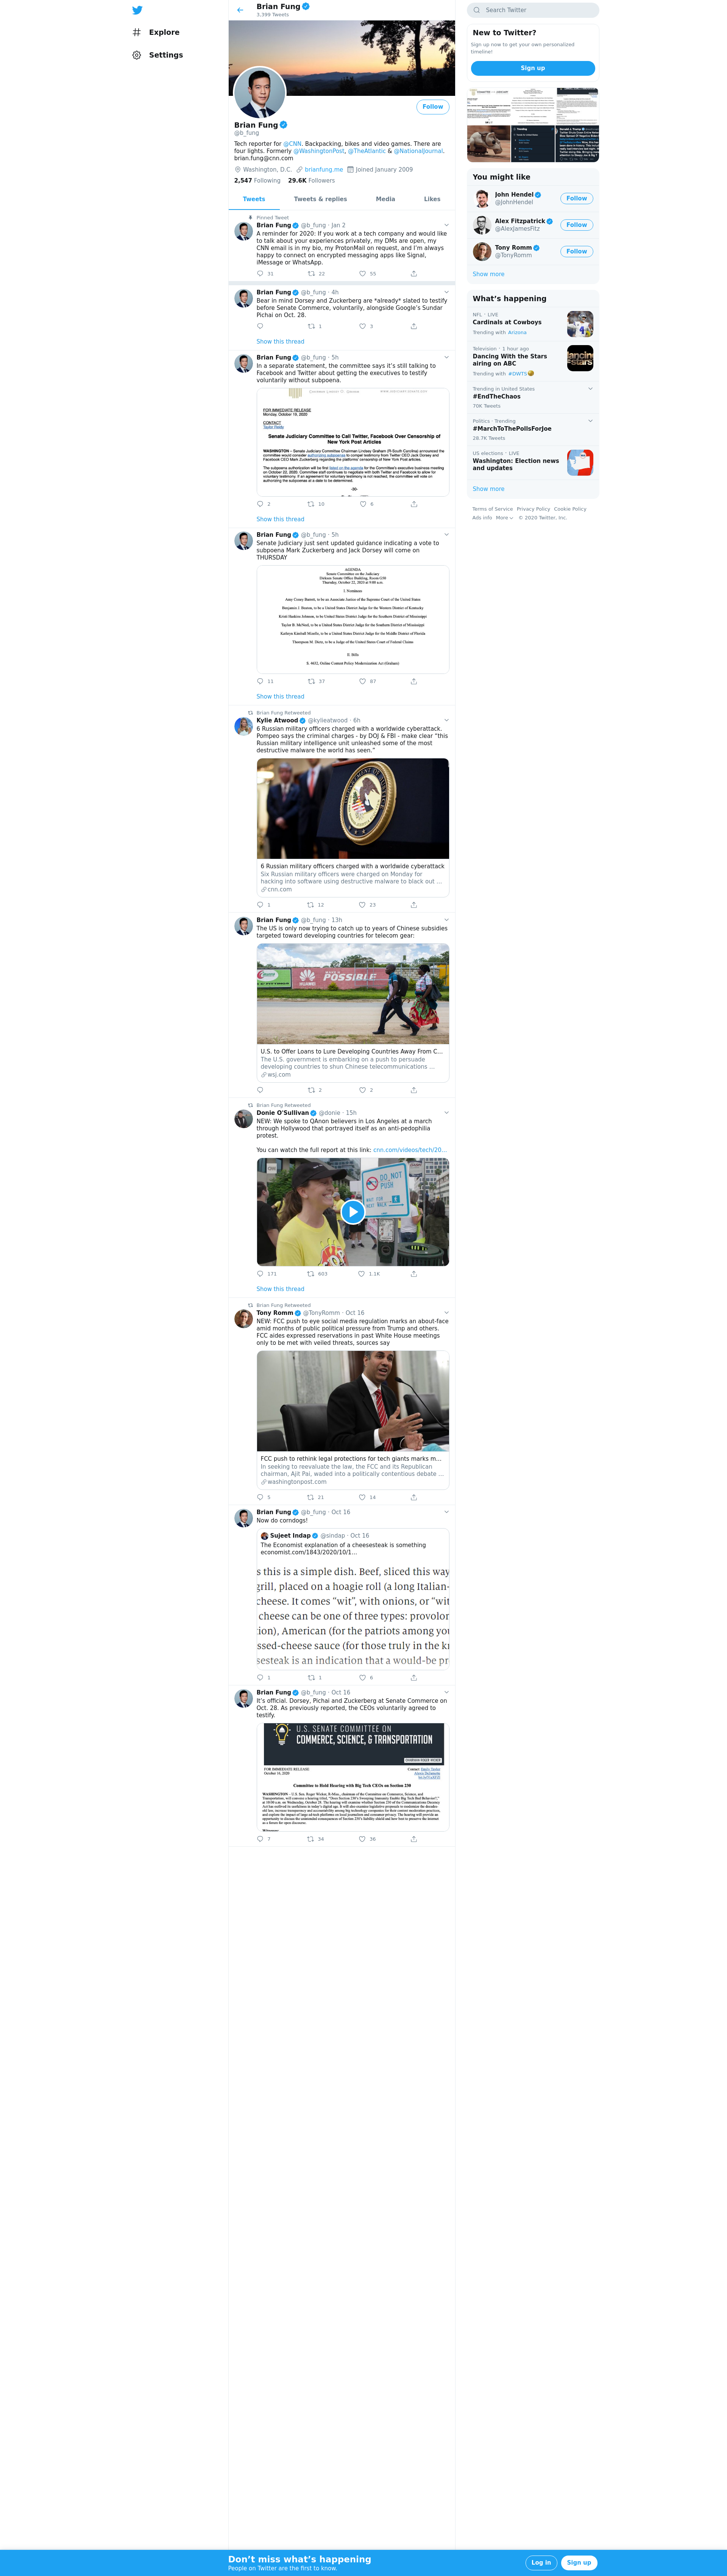 Explore
Settings
Brian Fung
3,399 Tweets
Follow
Brian Fung
@b_fung
Tech reporter for @CNN. Backpacking, bikes and video games. There are
four lights. Formerly @WashingtonPost, @TheAtlantic & @NationalJournal.
brian.fung@cnn.com
Washington, D.C. brianfung.me Joined January 2009
2,547 Following 29.6K Followers
Tweets Tweets & replies Media Likes
Pinned Tweet
Brian Fung @b_fung · Jan 2
A reminder for 2020: If you work at a tech company and would like
to talk about your experiences privately, my DMs are open, my
CNN email is in my bio, my ProtonMail on request, and I'm always
happy to connect on encrypted messaging apps like Signal,
iMessage or WhatsApp.
31 22 55
Brian Fung @b_fung · 4h
Bear in mind Dorsey and Zuckerberg are *already* slated to testify
before Senate Commerce, voluntarily, alongside Google's Sundar
Pichai on Oct. 28.
1 3
Show this thread
Brian Fung @b_fung · 5h
In a separate statement, the committee says it's still talking to
Facebook and Twitter about getting the executives to testify
voluntarily without subpoena.
FOR IMMEDIATE RELEASE
Monday, October 19, 2020
CONTACT
Taylor Reidy
Senate Judiciary Committee to Call Twitter, Facebook Over Censorship of
New York Post Articles
2 10 6
Show this thread
Brian Fung @b_fung · 5h
Senate Judiciary just sent updated guidance indicating a vote to
subpoena Mark Zuckerberg and Jack Dorsey will come on
THURSDAY
AGENDA
Senate Committee on the Judiciary
Dirksen Senate Office Building, Room G50
Thursday, October 22, 2020 at 9:00 a.m.
I. Nominations
Amy Coney Barrett, to be an Associate Justice of the Supreme Court of the United States
Benjamin J. Beaton, to be a United States District Judge for the Western District of Kentucky
Kristi Haskins Johnson, to be United States District Judge for the Southern District of Mississippi
Taylor B. McNeel, to be United States District Judge for the Southern District of Mississippi
Kathryn Kimball Mizelle, to be a United States District Judge for the Middle District of Florida
Thompson M. Dietz, to be a Judge of the United States Court of Federal Claims
II. Bills
S. 4632, Online Content Policy Modernization Act (Graham)
11 37 87
Show this thread
Brian Fung Retweeted
Kylie Atwood @kylieatwood · 6h
6 Russian military officers charged with a worldwide cyberattack.
Pompeo says the criminal charges - by DOJ & FBI - make clear "this
Russian military intelligence unit unleashed some of the most
destructive malware the world has seen."
6 Russian military officers charged with a worldwide cyberattack
Six Russian military officers were charged on Monday for
hacking into software using destructive malware to black out ...
cnn.com
1 12 23
Brian Fung @b_fung · 13h
The US is only now trying to catch up to years of Chinese subsidies
targeted toward developing countries for telecom gear.
POSSIBLE
HUAWEI
U.S. to Offer Loans to Lure Developing Countries Away From C...
The U.S. government is embarking on a push to persuade
developing countries to shun Chinese telecommunications ...
wsj.com
2 2
Brian Fung Retweeted
Donie O'Sullivan @donie · 15h
NEW: We spoke to QAnon believers in Los Angeles at a march
through Hollywood that portrayed itself as an anti-pedophilia
protest.
You can watch the full report at this link: cnn.com/videos/tech/20...
DO NOT
PUSH
171 603 1.1K
Show this thread
Brian Fung Retweeted
Tony Romm @TonyRomm · Oct 16
NEW: FCC push to eye social media regulation marks an about-face
amid months of public political pressure from Trump and others.
FCC aides expressed reservations in past White House meetings
only to be met with veiled threats, sources say
FCC push to rethink legal protections for tech giants marks m...
In seeking to reevaluate the law, the FCC and its Republican
chairman, Ajit Pai, waded into a politically contentious debate ...
washingtonpost.com
5 21 14
Brian Fung @b_fung · Oct 16
Now do corndogs!
Sujeet Indap @sindap · Oct 16
The Economist explanation of a cheesesteak is something
economist.com/1843/2020/10/1...
s this is a simple dish. Beef, sliced this way
grill, placed on a hoagie roll (a long Italian-
cheese. It comes "wit", with onions, or "wit
cheese can be one of three types: provolon
tion), American (for the patriots among you
ssed-cheese sauce (for those truly in the kn
sesteak is an indication that a would-be pr
1 1 6
Brian Fung @b_fung · Oct 16
It's official. Dorsey, Pichai and Zuckerberg at Senate Commerce on
Oct. 28. As previously reported, the CEOs voluntarily agreed to
testify.
U.S. SENATE COMMITTEE ON
COMMERCE, SCIENCE, & TRANSPORTATION
FOR IMMEDIATE RELEASE
October 16, 2020
Committee to Hold Hearing with Big Tech CEOs on Section 230
7 34 36
Search Twitter
New to Twitter?
Sign up now to get your own personalized
timeline!
Sign up
You might like
John Hendel
@JohnHendel
Follow
Alex Fitzpatrick
@AlexJamesFitz
Follow
Tony Romm
@TonyRomm
Follow
Show more
What's happening
NFL · LIVE
Cardinals at Cowboys
Trending with Arizona
Television · 1 hour ago
Dancing With the Stars
airing on ABC
Trending with #DWTS
Trending in United States
#EndTheChaos
70K Tweets
Politics · Trending
#MarchToThePollsForJoe
28.7K Tweets
US elections · LIVE
Washington: Election news
and updates
Show more
Terms of Service Privacy Policy Cookie Policy
Ads info More © 2020 Twitter, Inc.
Don't miss what's happening
People on Twitter are the first to know.
Log in Sign up